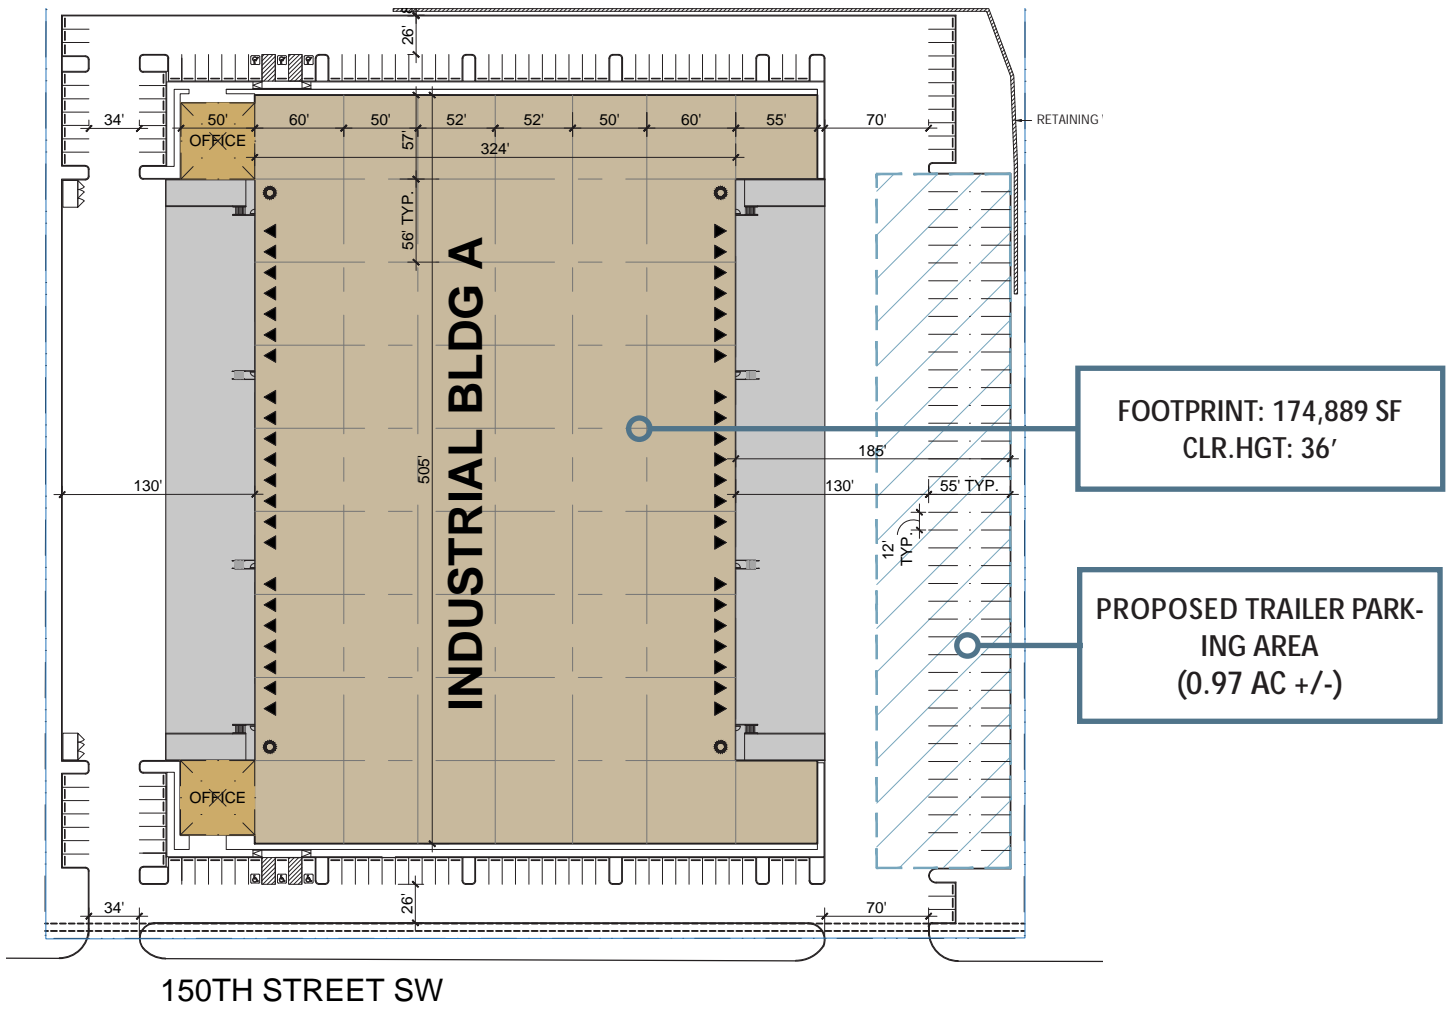 26'
34'
50'
60'
50'
52'
52'
50'
60'
55'
70'
RETAINING
OFFICE
57'
324'
56' TYP.
INDUSTRIAL BLDG A
505'
FOOTPRINT: 174,889 SF
CLR.HGT: 36'
185'
130'
130'
55' TYP.
12'
TYP.
PROPOSED TRAILER PARK-
ING AREA
(0.97 AC +/-)
OFFICE
34'
26'
70'
150TH STREET SW